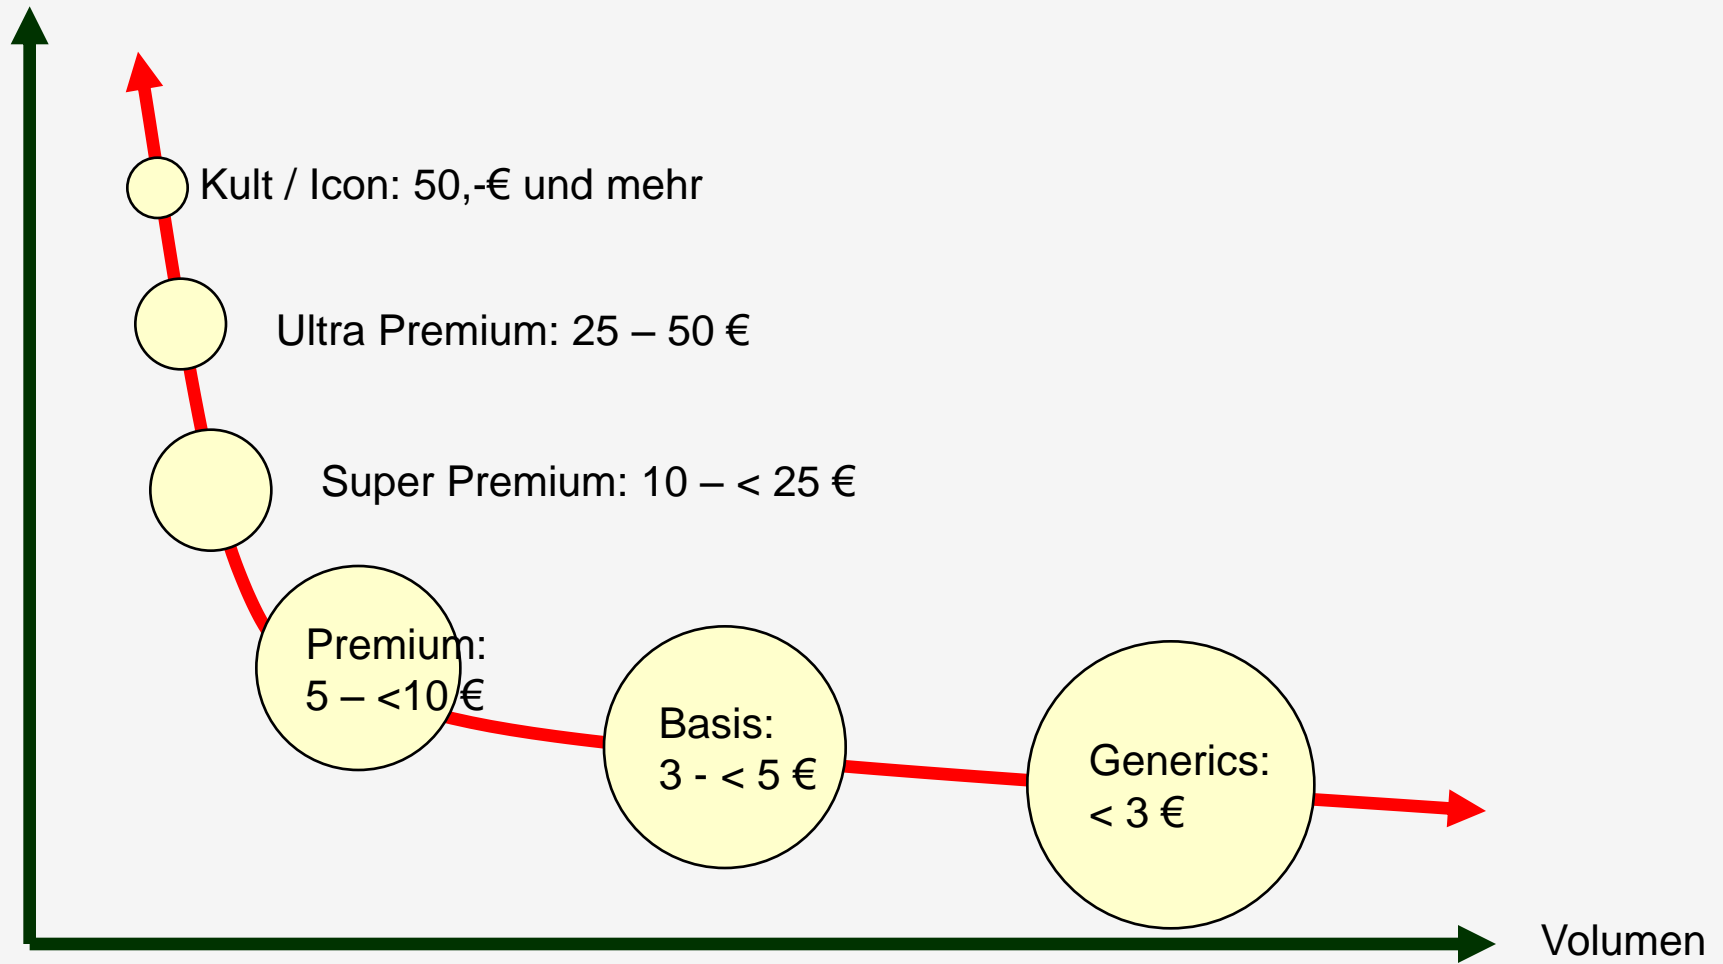 Kult / Icon: 50,-€ und mehr
Ultra Premium: 25 – 50 €
Super Premium: 10 – < 25 €
Premium:
5 – <10 €
Basis:
3 - < 5 €
Generics:
< 3 €
Volumen